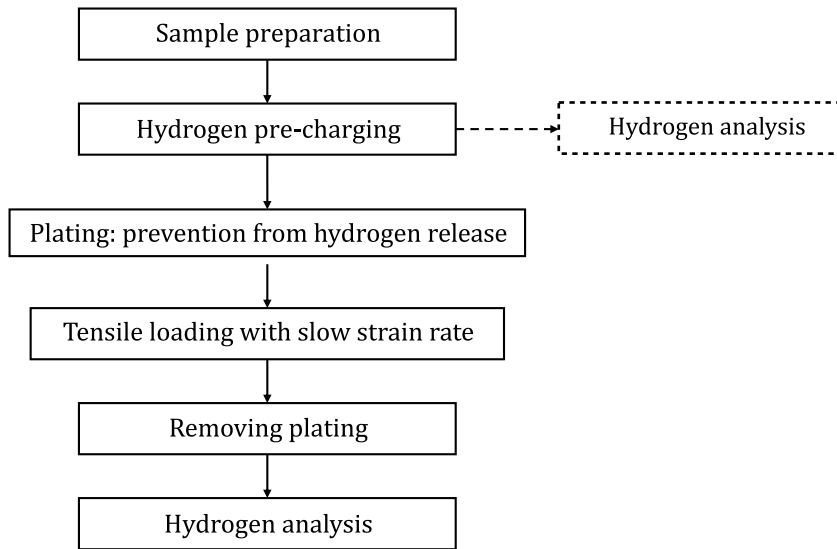 Sample preparation
Hydrogen pre-charging
Hydrogen analysis
Plating: prevention from hydrogen release
Tensile loading with slow strain rate
Removing plating
Hydrogen analysis